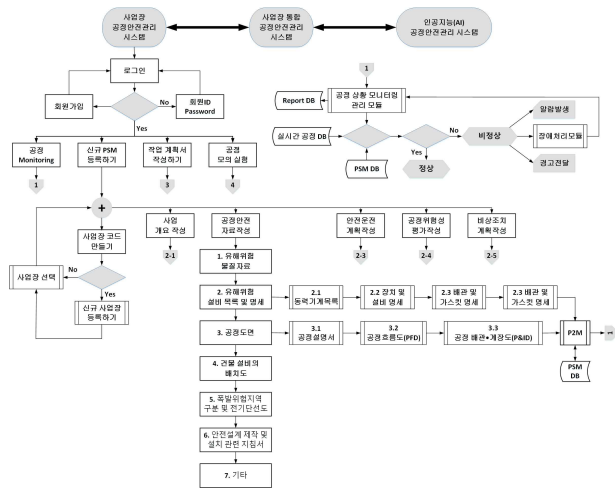 사업장
공정안전관리
시스탬
사업장 통합
공정안전관리
시스템
인공지능(AI)
공정안전관리 시스템
로그인
회원가입
No
회원ID
Password
Yes
공정
Monitoring
신규 PSM
등록하기
작업 계획서
작성하기
공정
모의 실험
1
3
4
1
Report DB
공정 상황 모니터링
관리 모듈
실시간 공정 DB
No
비정상
알람발생
장애처리모듈
경고전달
Yes
PSM DB
정상
+
사업장 코드
만들기
사업장 선택
No
Yes
신규 사업장
등록하기
사업
개요 작성
2-1
공정안전
자료작성
안전운전
계획작성
2-3
공정위험성
평가작성
2-4
비상조치
계획작성
2-5
1. 유해위험
물질자료
2. 유해위험
설비 목록 및 명세
2.1
동력기계목록
2.2 장치 및
설비 명세
2.3 배관 및
가스킷 명세
2.3 배관 및
가스킷 명세
3. 공정도면
3.1
공정설명서
3.2
공정흐름도(PFD)
3.3
공정 배관•계장도(P&ID)
P2M
1
PSM
DB
4. 건물 설비의
배치도
5. 폭발위험지역
구분 및 전기단선도
6. 안전설계 제작 및
설치 관련 지침서
7. 기타